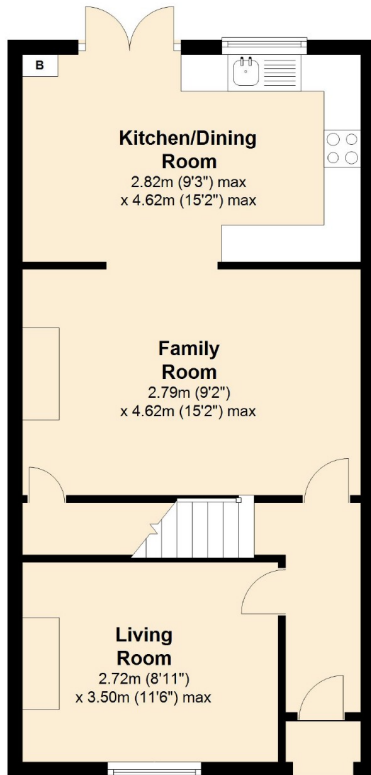 B
Kitchen/Dining
Room
2.82m (9'3") max
x 4.62m (15'2") max
Family
Room
2.79m (9'2")
x 4.62m (15'2") max
Living
Room
2.72m (8'11")
x 3.50m (11'6") max